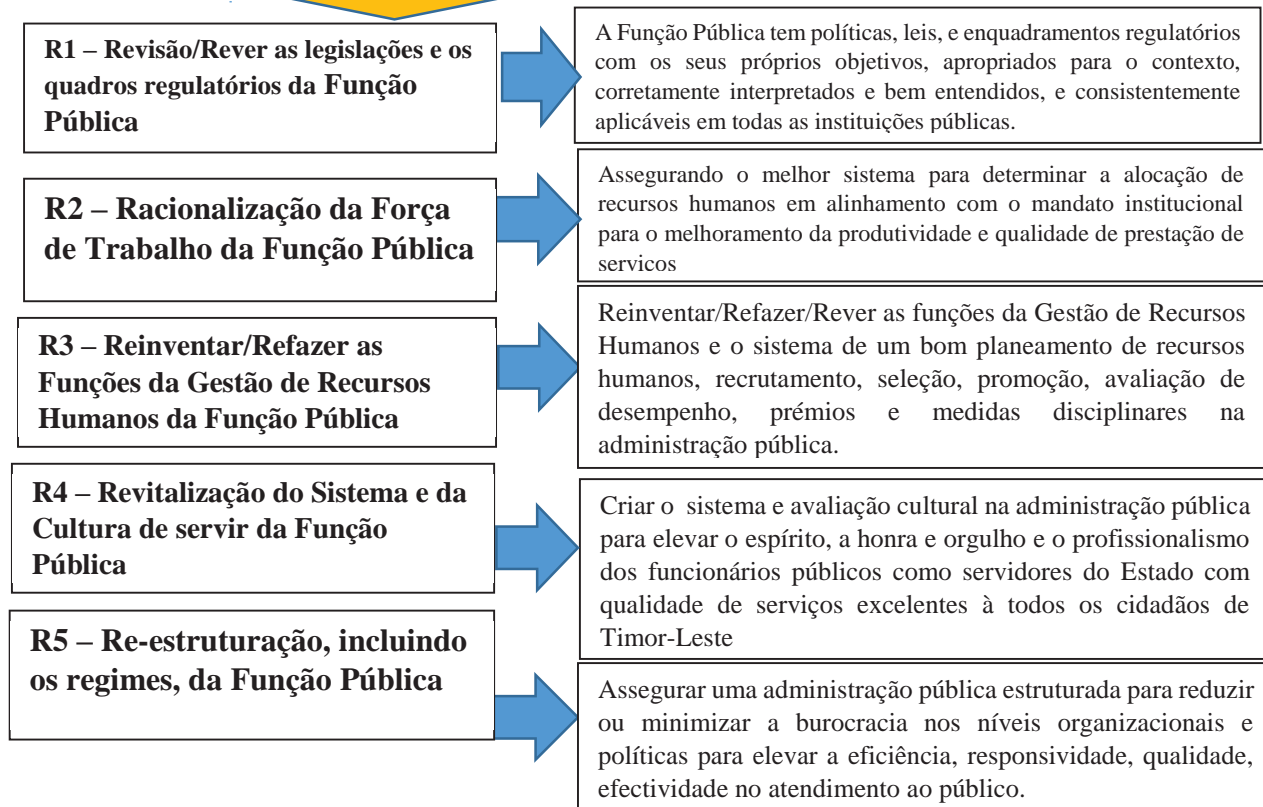 R1 – Revisão/Rever as legislações e os
quadros regulatórios da Função
Pública
A Função Pública tem políticas, leis, e enquadramentos regulatórios
com os seus próprios objetivos, apropriados para o contexto,
corretamente interpretados e bem entendidos, e consistentemente
aplicáveis em todas as instituições públicas.
R2 – Racionalização da Força
de Trabalho da Função Pública
Assegurando o melhor sistema para determinar a alocação de
recursos humanos em alinhamento com o mandato institucional
para o melhoramento da produtividade e qualidade de prestação de
servicos
R3 – Reinventar/Refazer as
Funções da Gestão de Recursos
Humanos da Função Pública
Reinventar/Refazer/Rever as funções da Gestão de Recursos
Humanos e o sistema de um bom planeamento de recursos
humanos, recrutamento, seleção, promoção, avaliação de
desempenho, prémios e medidas disciplinares na
administração pública.
R4 – Revitalização do Sistema e da
Cultura de servir da Função
Pública
Criar o sistema e avaliação cultural na administração pública
para elevar o espírito, a honra e orgulho e o profissionalismo
dos funcionários públicos como servidores do Estado com
qualidade de serviços excelentes à todos os cidadãos de
Timor-Leste
R5 – Re-estruturação, incluindo
os regimes, da Função Pública
Assegurar uma administração pública estruturada para reduzir
ou minimizar a burocracia nos níveis organizacionais e
políticas para elevar a eficiência, responsividade, qualidade,
efectividade no atendimento ao público.